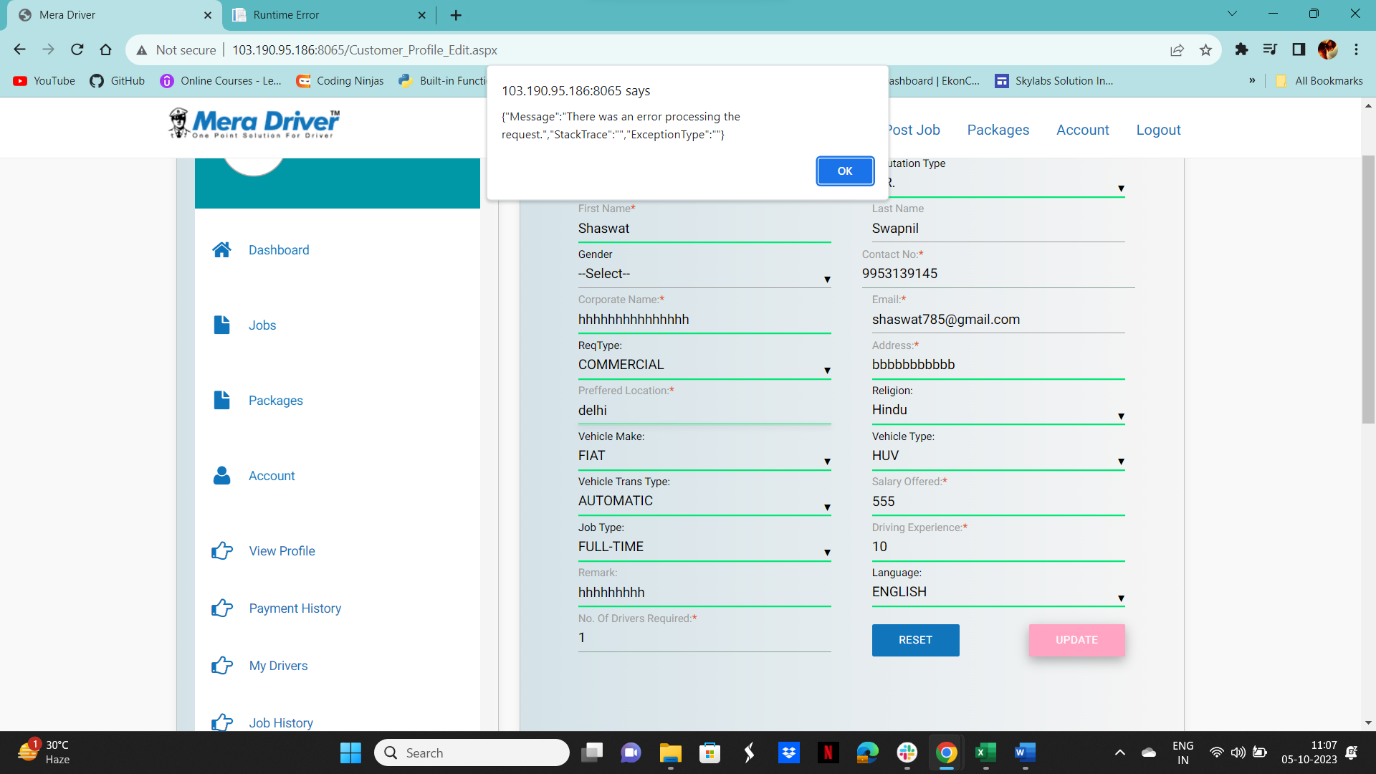 Mera Driver
Runtime Error
Not secure
103.190.95.186:8065/Customer_Profile_Edit.aspx
YouTube
GitHub
Online Courses - Le...
Coding Ninjas
Built-in Functi
ashboard | EkonC...
Skylabs Solution In...
»
All Bookmarks
103.190.95.186:8065 says
{"Message":"There was an error processing the
request.","StackTrace":"","ExceptionType":""}
OK
Mera Driver™
One Point Solution For Driver
Post Job
Packages
Account
Logout
Dashboard
Jobs
Packages
Account
View Profile
Payment History
My Drivers
Job History
utation Type
R.
First Name*
Shaswat
Last Name
Swapnil
Gender
--Select--
Contact No:*
9953139145
Corporate Name:*
hhhhhhhhhhhhhhh
Email:*
shaswat785@gmail.com
ReqType:
COMMERCIAL
Address:*
bbbbbbbbbbb
Preffered Location:*
delhi
Religion:
Hindu
Vehicle Make:
FIAT
Vehicle Type:
HUV
Vehicle Trans Type:
AUTOMATIC
Salary Offered:*
555
Job Type:
FULL-TIME
Driving Experience:*
10
Remark:
hhhhhhhhh
Language:
ENGLISH
No. Of Drivers Required:*
1
RESET
UPDATE
1
30°C
Haze
Search
ENG
IN
11:07
05-10-2023